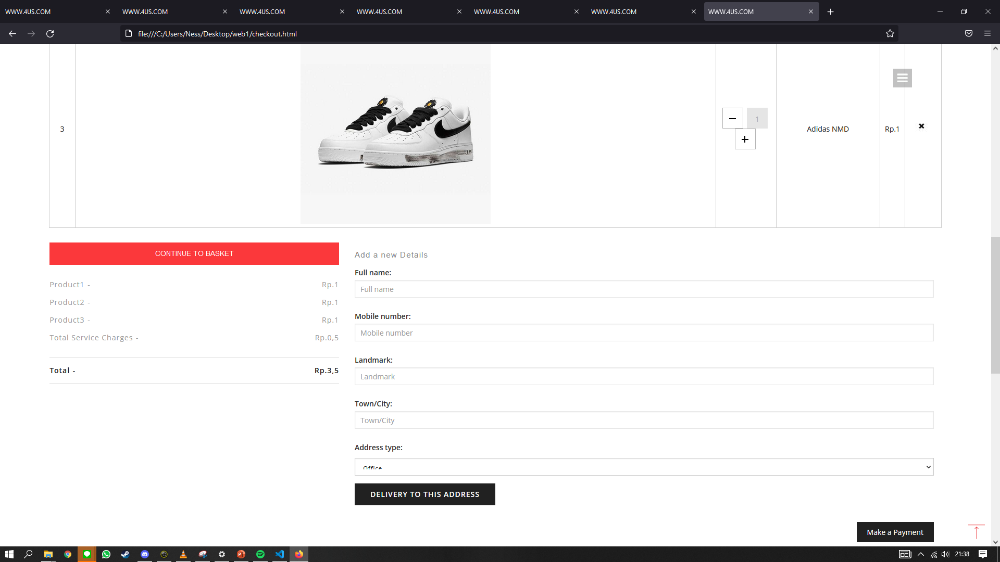 WWW.4US.COM WWW.4US.COM WWW.4US.COM WWW.4US.COM WWW.4US.COM WWW.4US.COM WWW.4US.COM
file:///C:/Users/Ness/Desktop/web1/checkout.html
3 1 Adidas NMD Rp.1
CONTINUE TO BASKET
Product1 - Rp.1
Product2 - Rp.1
Product3 - Rp.1
Total Service Charges - Rp.0,5
Total - Rp.3,5
Add a new Details
Full name:
Full name
Mobile number:
Mobile number
Landmark:
Landmark
Town/City:
Town/City
Address type:
Office
DELIVERY TO THIS ADDRESS
Make a Payment
21:38